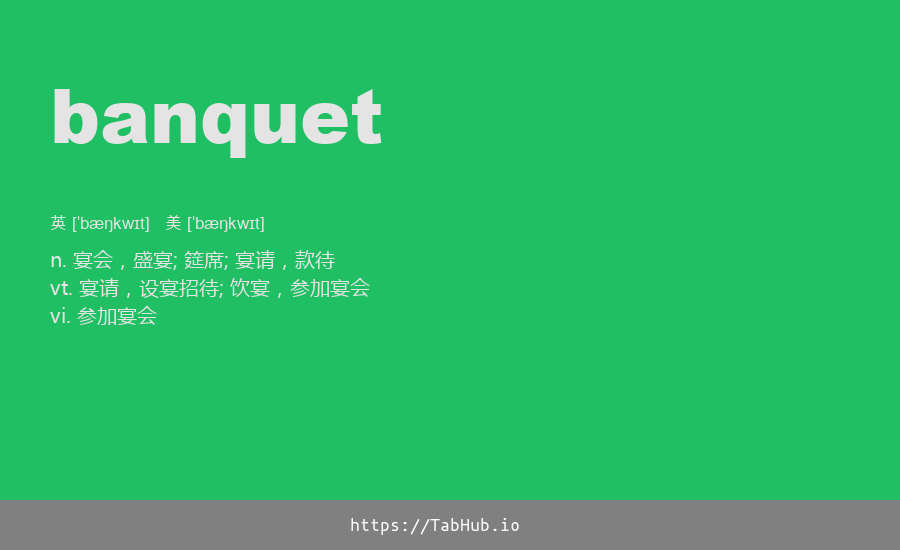 banquet
英 [ˈbæŋkwɪt]   美 [ˈbæŋkwɪt]
n. 宴会，盛宴; 筵席; 宴请，款待
vt. 宴请，设宴招待; 饮宴，参加宴会
vi. 参加宴会
https://TabHub.io